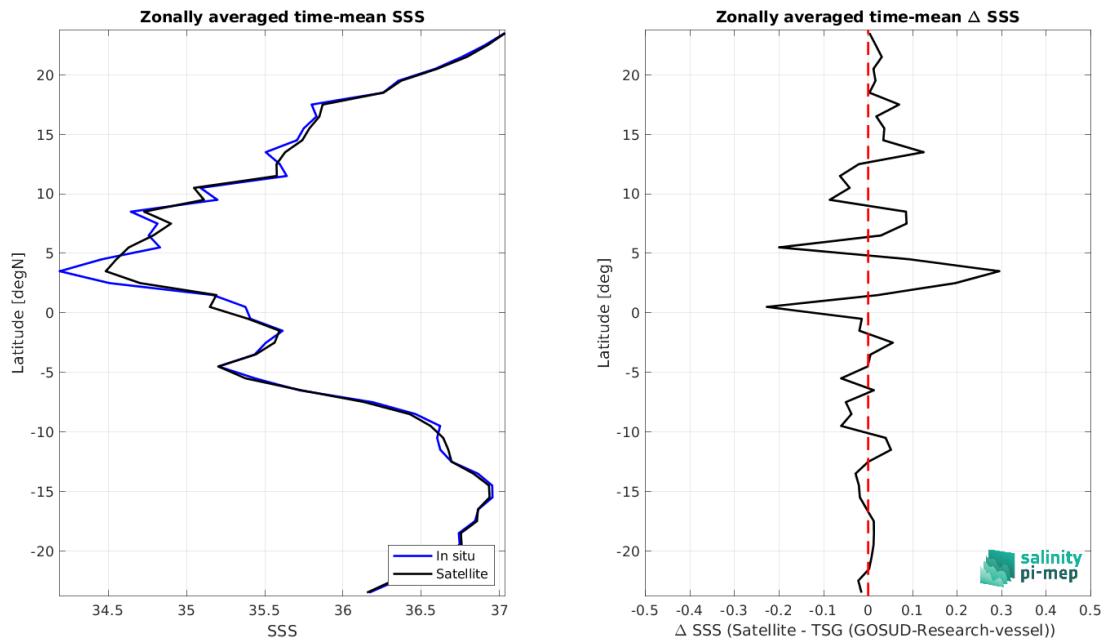 Zonally averaged time-mean SSS
20
15
10
5
0
-5
-10
-15
-20
Latitude [degN]
34.5 35 35.5 36 36.5 37
SSS
In situ
Satellite
Zonally averaged time-mean Δ SSS
20
15
10
5
0
-5
-10
-15
-20
Latitude [deg]
-0.5 -0.4 -0.3 -0.2 -0.1 0 0.1 0.2 0.3 0.4 0.5
Δ SSS (Satellite - TSG (GOSUD-Research-vessel))
salinity
pi-mep